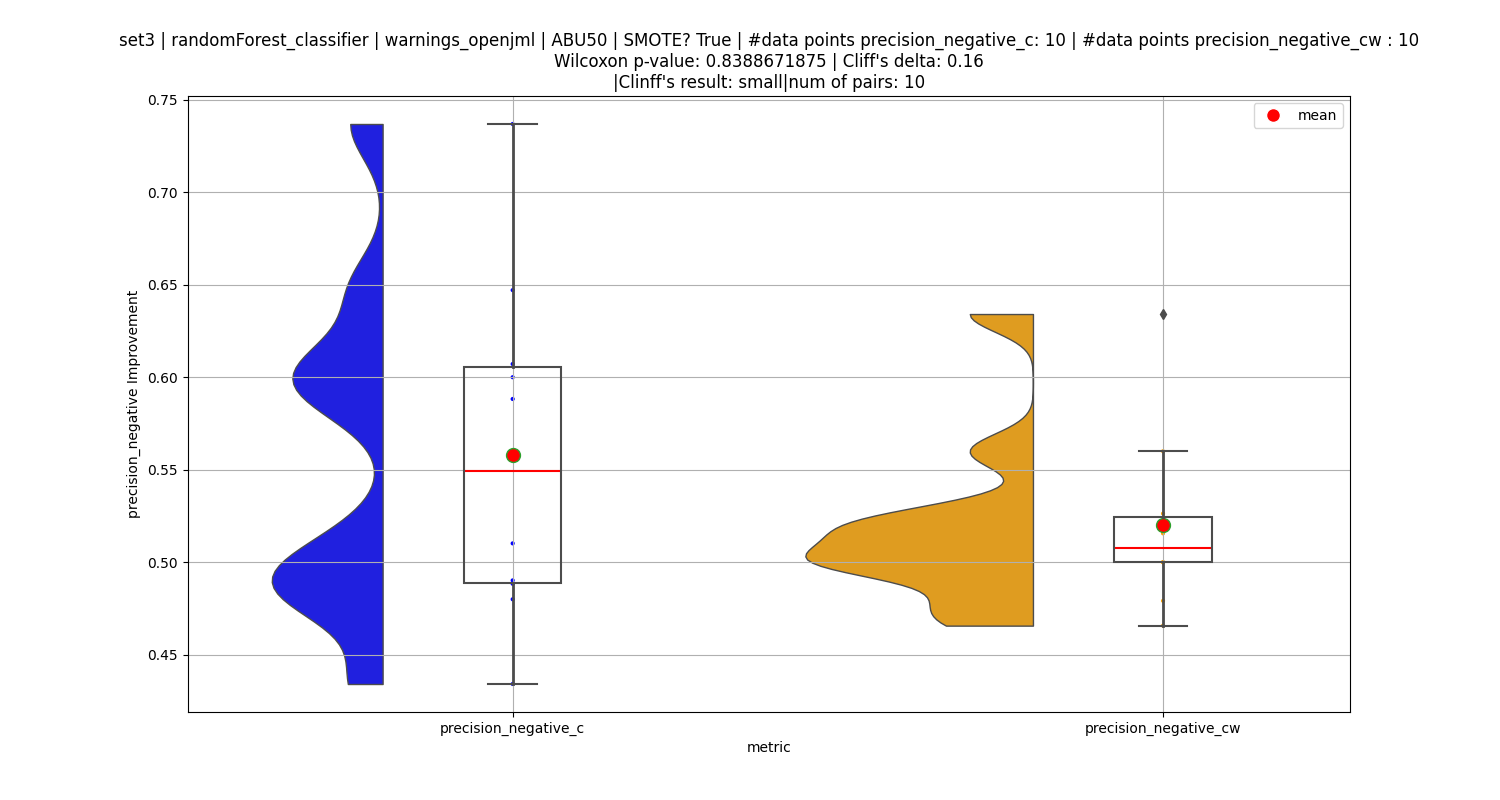 set3 | randomForest_classifier | warnings_openjml | ABU50 | SMOTE? True | #data points precision_negative_c: 10 | #data points precision_negative_cw : 10
Wilcoxon p-value: 0.8388671875 | Cliff's delta: 0.16
|Clinff's result: small|num of pairs: 10
mean
0.75
0.70
0.65
0.60
0.55
0.50
0.45
precision_negative Improvement
precision_negative_c
precision_negative_cw
metric